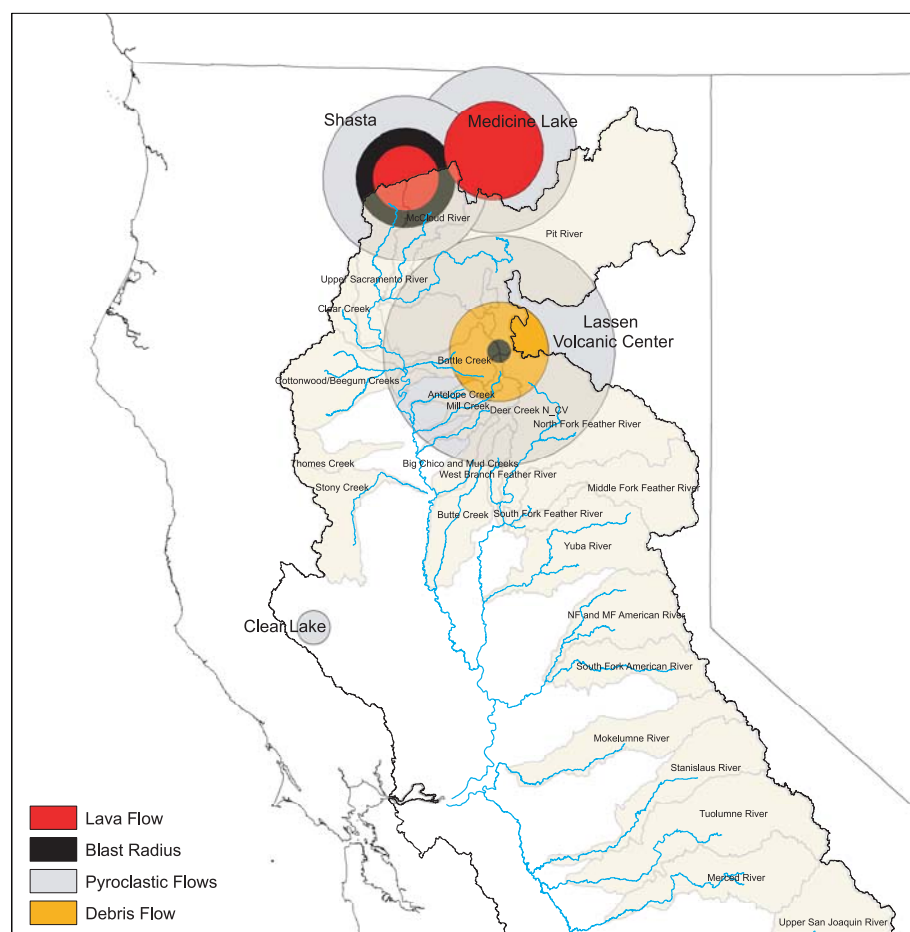 Shasta
Medicine Lake
McCloud River
Pit River
Upper Sacramento River
Clear Creek
Lassen
Volcanic Center
Battle Creek
Cottonwood/Beegum Creeks
Antelope Creek
Mill Creek
Deer Creek N_CV
North Fork Feather River
Thomes Creek
Big Chico and Mud Creeks
West Branch Feather River
Stony Creek
Middle Fork Feather River
Butte Creek
South Fork Feather River
Yuba River
Clear Lake
NF and MF American River
South Fork American River
Mokelumne River
Stanislaus River
Tuolumne River
Merced River
Upper San Joaquin River
Lava Flow
Blast Radius
Pyroclastic Flows
Debris Flow